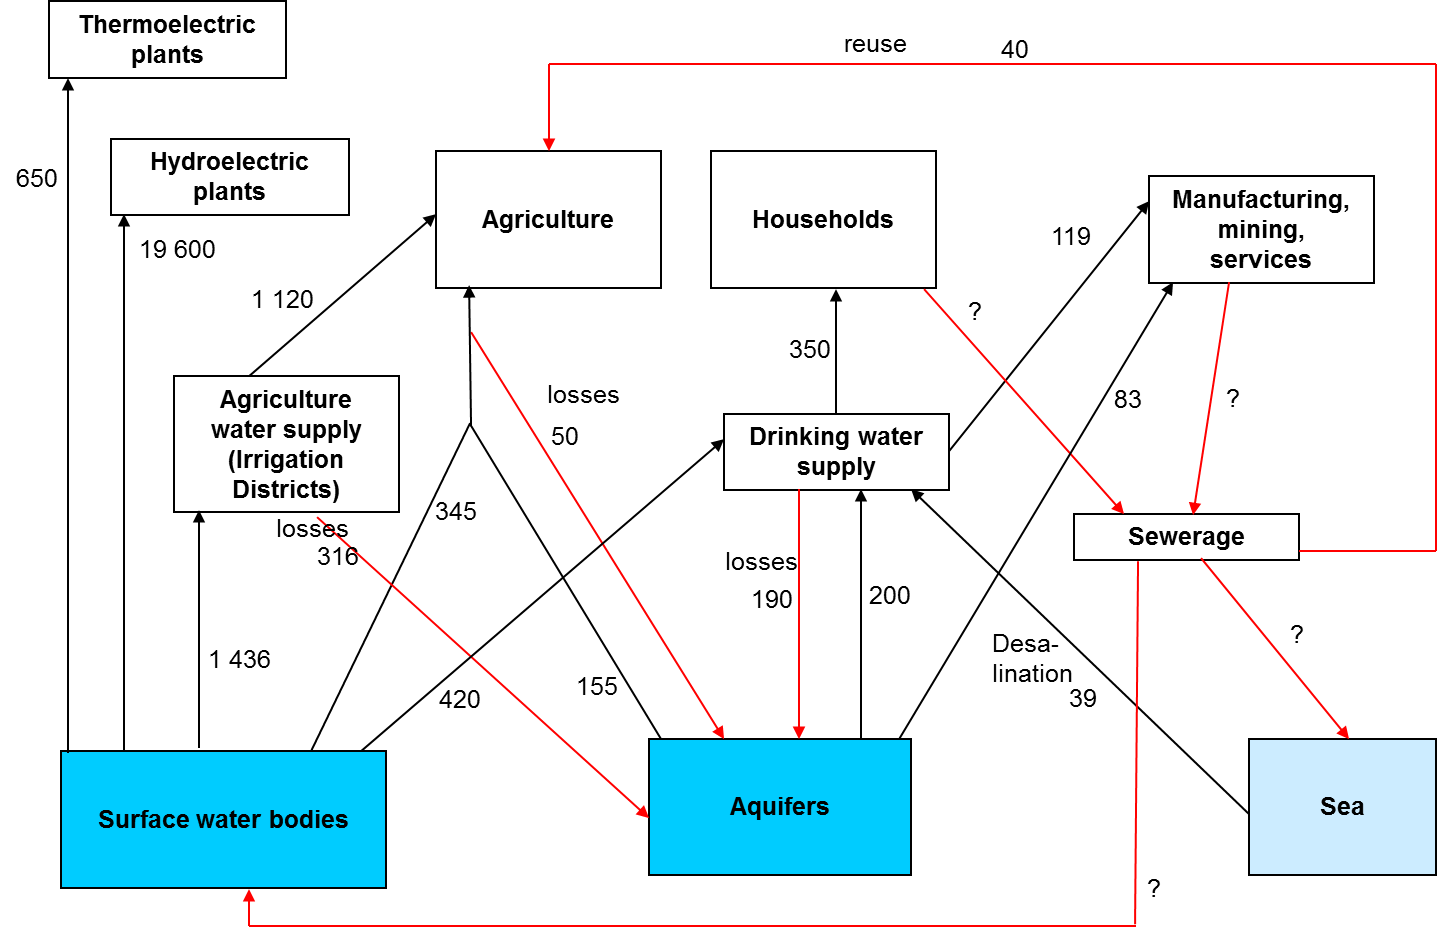 Thermoelectric
plants
reuse
40
650
Hydroelectric
plants
19 600
Agriculture
Households
Manufacturing,
mining,
services
119
1 120
?
350
83
?
Agriculture
water supply
(Irrigation
Districts)
losses
50
Drinking water
supply
345
losses
316
Sewerage
losses
190
200
?
1 436
420
155
Desa-
lination
39
Surface water bodies
Aquifers
Sea
?